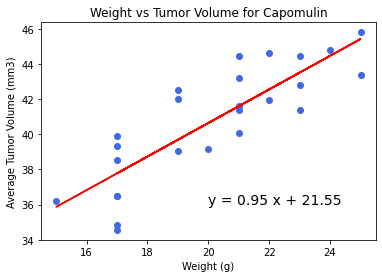 Weight vs Tumor Volume for Capomulin
Average Tumor Volume (mm3)
46
44
42
40
38
36
34
y = 0.95 x + 21.55
16 18 20 22 24
Weight (g)